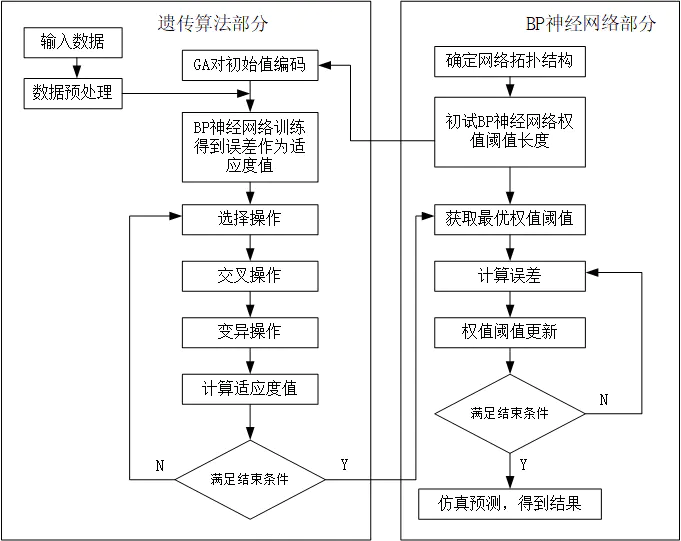 遗传算法部分
输入数据
数据预处理
GA对初始值编码
BP神经网络训练
得到误差作为适
应度值
选择操作
交叉操作
变异操作
计算适应度值
满足结束条件
N
Y
BP神经网络部分
确定网络拓扑结构
初试BP神经网络权
值阈值长度
获取最优权值阈值
计算误差
权值阈值更新
满足结束条件
N
Y
仿真预测，得到结果